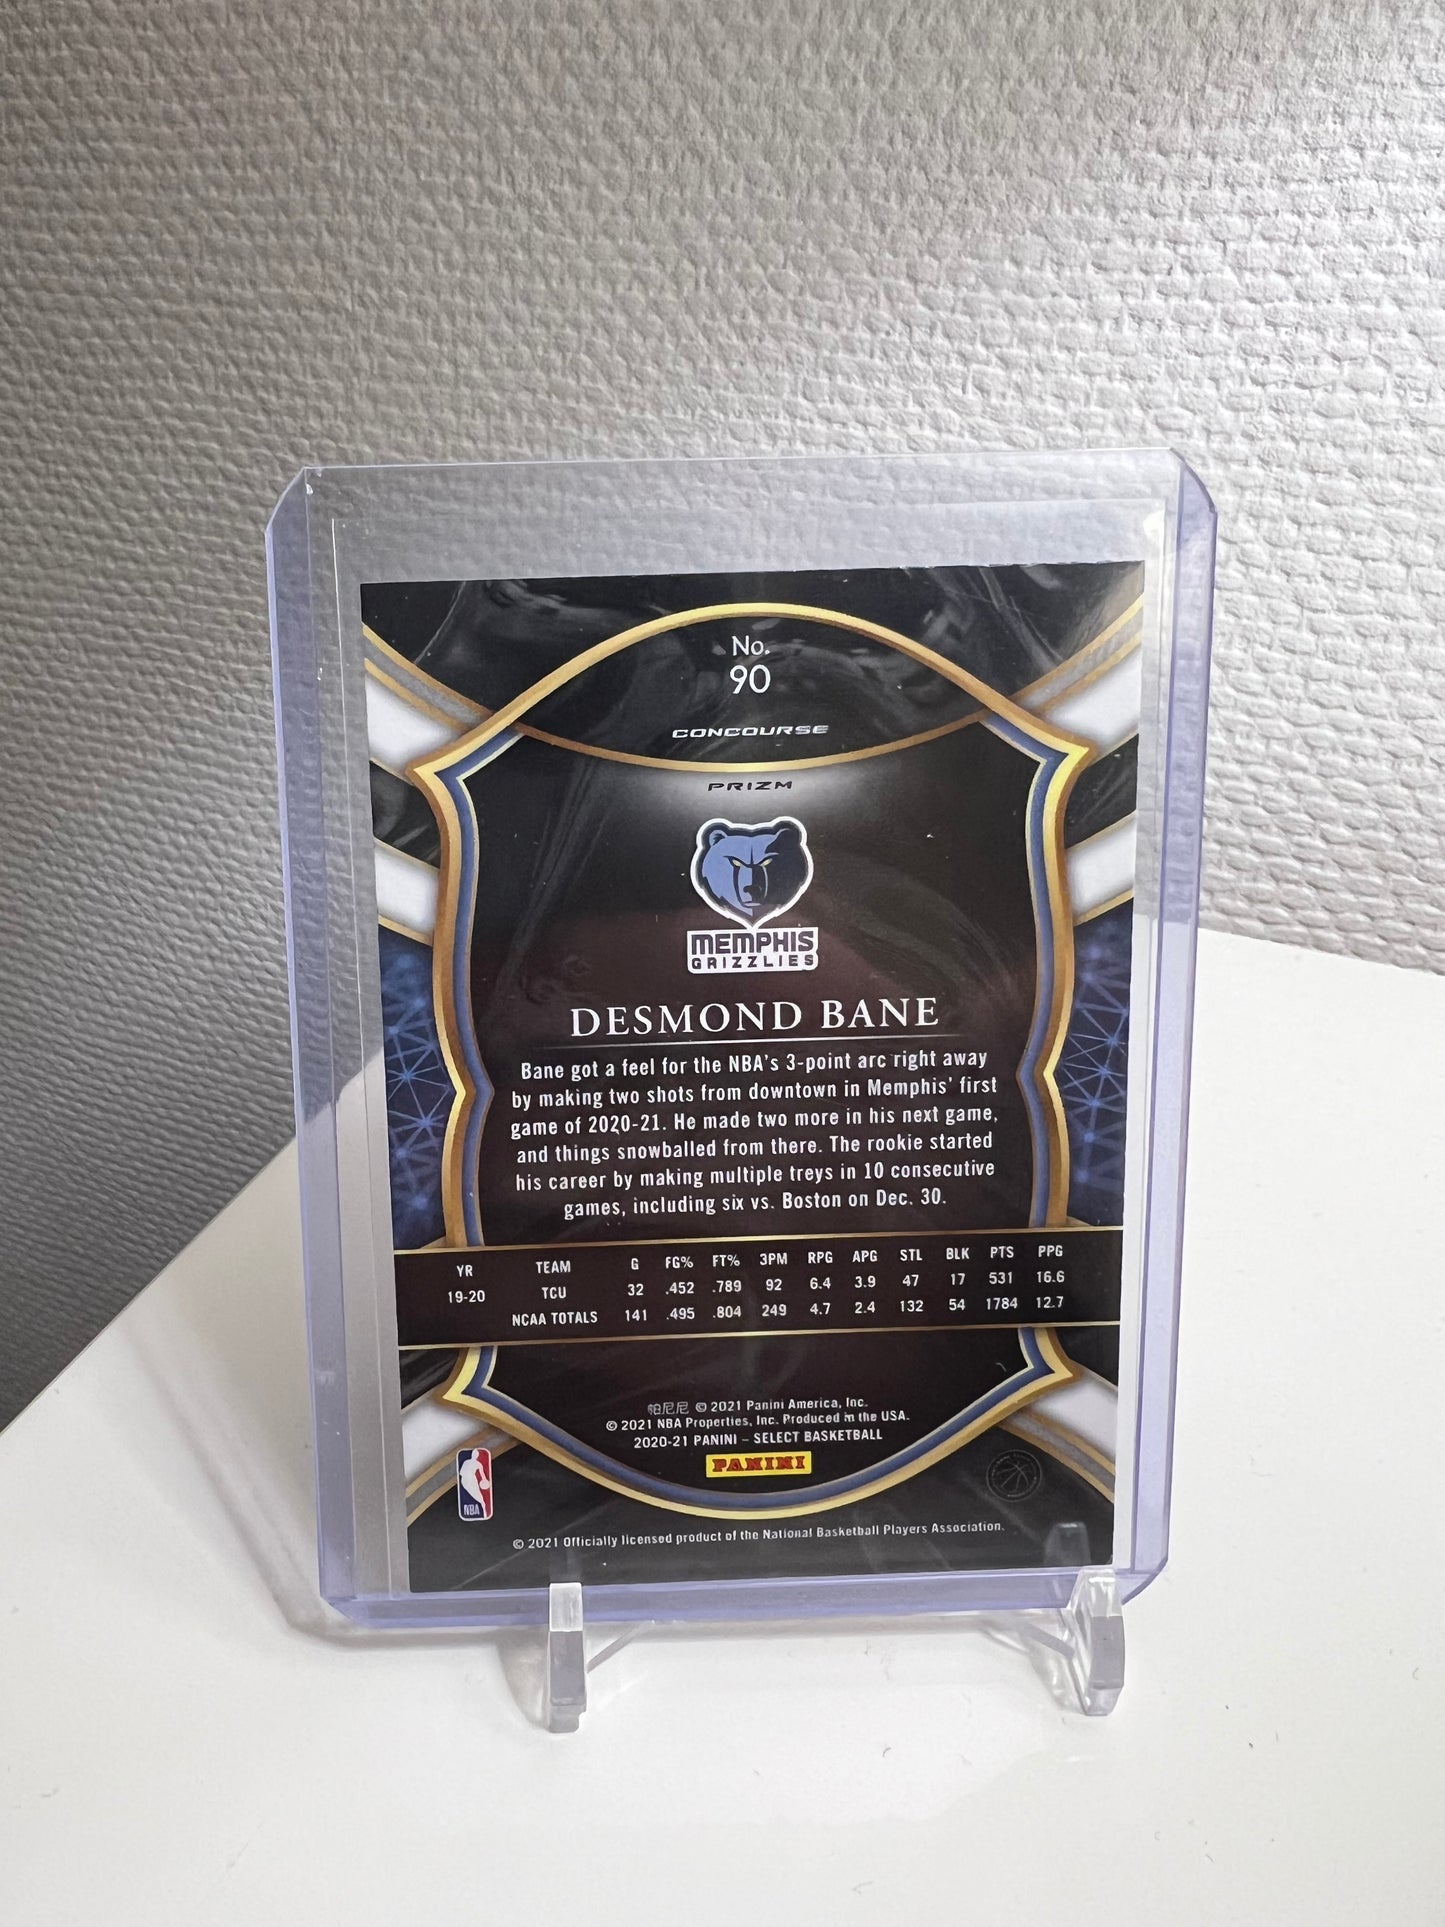 No.
90
CONCOURSE
PRIZM
MEMPHIS
GRIZZLIES
DESMOND BANE
Bane got a feel for the NBA's 3-point arc right away
by making two shots from downtown in Memphis' first
game of 2020-21. He made two more in his next game,
and things snowballed from there. The rookie started
his career by making multiple treys in 10 consecutive
games, including six vs. Boston on Dec. 30.
YR TEAM G FG% FT% 3PM RPG APG STL BLK PTS PPG
19-20 TCU 32 .452 .789 92 6.4 3.9 47 17 531 16.6
NCAA TOTALS 141 .495 .804 249 4.7 2.4 132 54 1784 12.7
帕尼尼 © 2021 Panini America, Inc.
© 2021 NBA Properties, Inc. Produced in the USA.
2020-21 PANINI – SELECT BASKETBALL
PANINI
NBA
© 2021 Officially licensed product of the National Basketball Players Association.